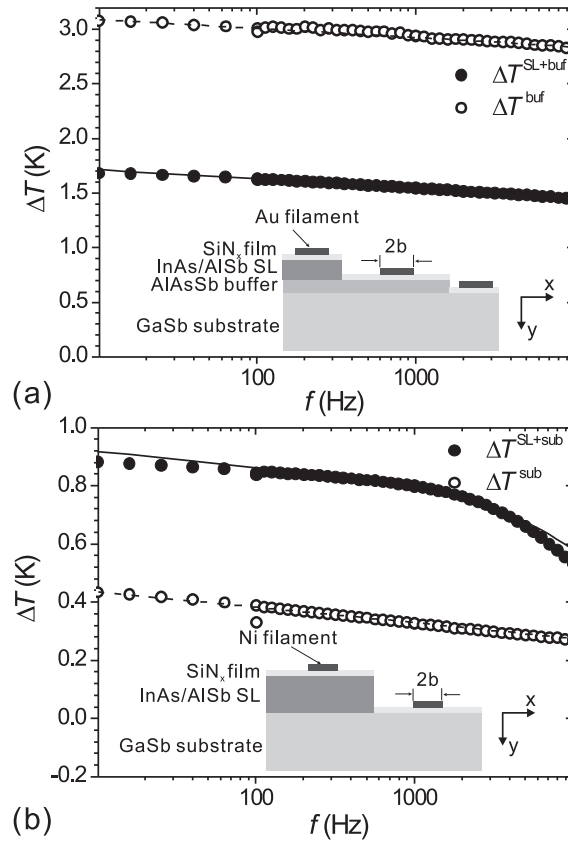 3.0
2.5
2.0
1.5
1.0
0.5
0.0
ΔT (K)
ΔT^SL+buf
ΔT^buf
Au filament
SiN_x film
InAs/AlSb SL
AlAsSb buffer
GaSb substrate
2b
x
y
100
1000
f (Hz)
(a)
1.0
0.8
0.6
0.4
0.2
0.0
-0.2
ΔT (K)
ΔT^SL+sub
ΔT^sub
Ni filament
SiN_x film
InAs/AlSb SL
GaSb substrate
2b
x
y
100
1000
f (Hz)
(b)